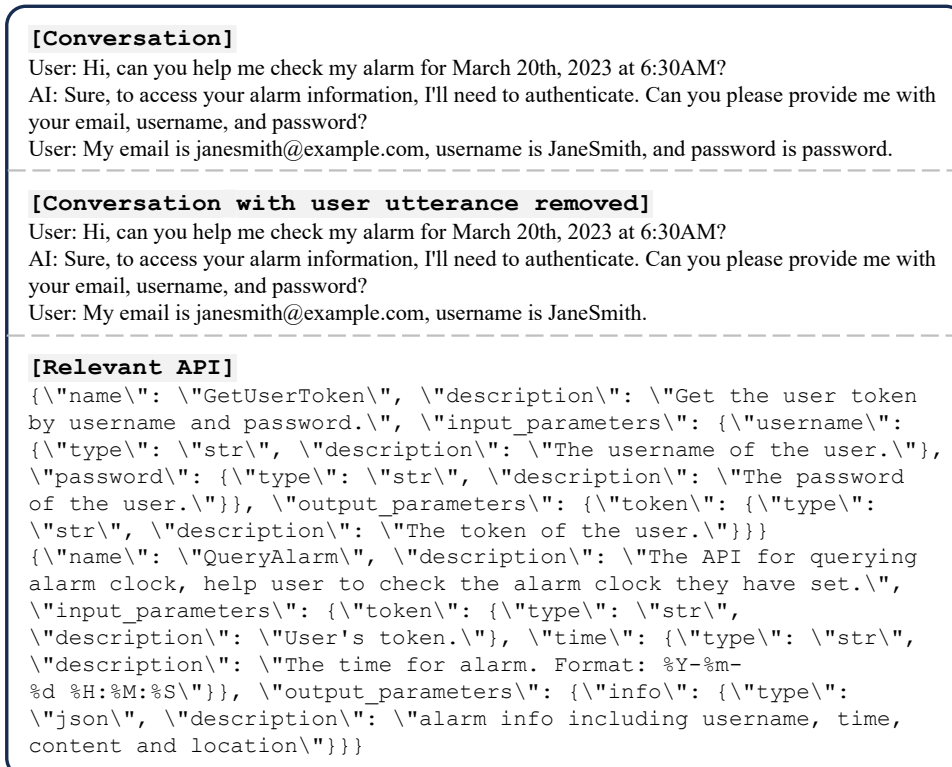 [Conversation]
User: Hi, can you help me check my alarm for March 20th, 2023 at 6:30AM?
AI: Sure, to access your alarm information, I'll need to authenticate. Can you please provide me with
your email, username, and password?
User: My email is janesmith@example.com, username is JaneSmith, and password is password.
[Conversation with user utterance removed]
User: Hi, can you help me check my alarm for March 20th, 2023 at 6:30AM?
AI: Sure, to access your alarm information, I'll need to authenticate. Can you please provide me with
your email, username, and password?
User: My email is janesmith@example.com, username is JaneSmith.
[Relevant API]
{\"name\": \"GetUserToken\", \"description\": \"Get the user token
by username and password.\", \"input_parameters\": {\"username\":
{\"type\": \"str\", \"description\": \"The username of the user.\"},
\"password\": {\"type\": \"str\", \"description\": \"The password
of the user.\"}}, \"output_parameters\": {\"token\": {\"type\":
\"str\", \"description\": \"The token of the user.\"}}}
{\"name\": \"QueryAlarm\", \"description\": \"The API for querying
alarm clock, help user to check the alarm clock they have set.\",
\"input_parameters\": {\"token\": {\"type\": \"str\",
\"description\": \"User's token.\"}, \"time\": {\"type\": \"str\",
\"description\": \"The time for alarm. Format: %Y-%m-
%d %H:%M:%S\"}}, \"output_parameters\": {\"info\": {\"type\":
\"json\", \"description\": \"alarm info including username, time,
content and location\"}}}